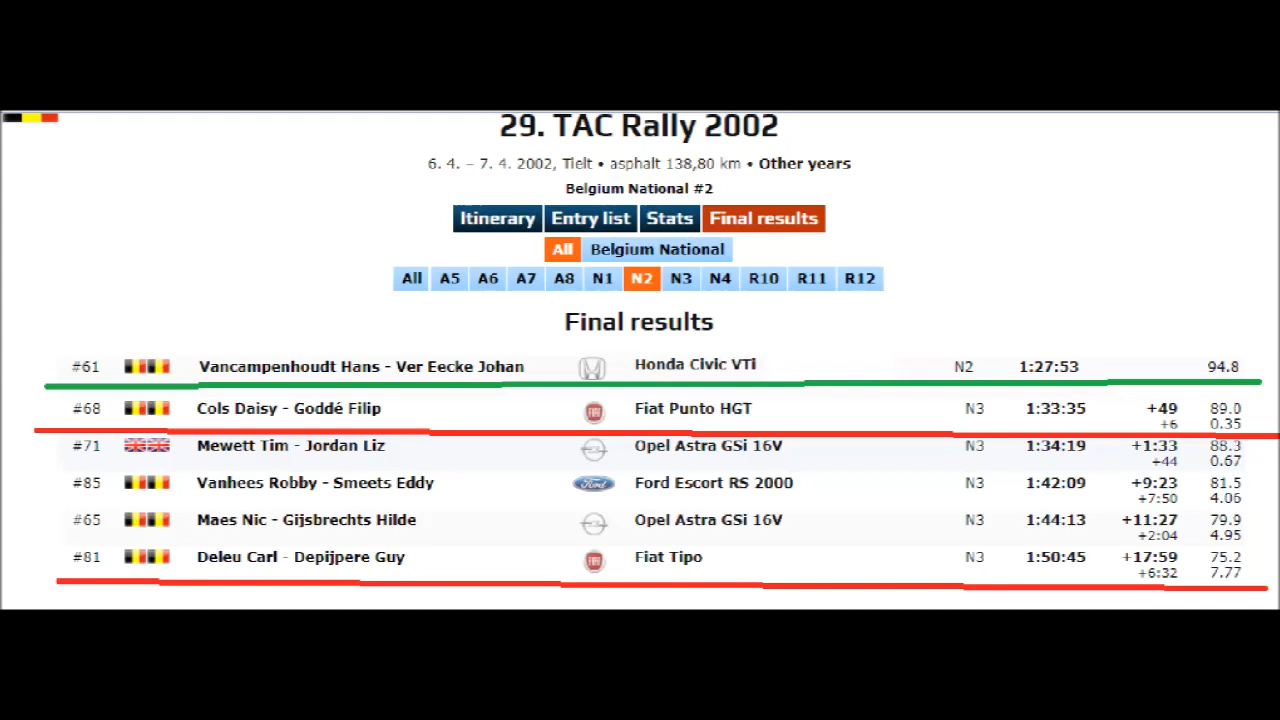 29. TAC Rally 2002
6. 4. – 7. 4. 2002, Tielt • asphalt 138,80 km • Other years
Belgium National #2
Itinerary Entry list Stats Final results
All Belgium National
All A5 A6 A7 A8 N1 N2 N3 N4 R10 R11 R12
Final results
#61 Vancampenhoudt Hans - Ver Eecke Johan Honda Civic VTi N2 1:27:53 94.8
#68 Cols Daisy - Goddé Filip FIAT Fiat Punto HGT N3 1:33:35 +49 89.0
+6 0.35
#71 Mewett Tim - Jordan Liz Opel Astra GSi 16V N3 1:34:19 +1:33 88.3
+44 0.67
#85 Vanhees Robby - Smeets Eddy Ford Ford Escort RS 2000 N3 1:42:09 +9:23 81.5
+7:50 4.06
#65 Maes Nic - Gijsbrechts Hilde Opel Astra GSi 16V N3 1:44:13 +11:27 79.9
+2:04 4.95
#81 Deleu Carl - Depijpere Guy FIAT Fiat Tipo N3 1:50:45 +17:59 75.2
+6:32 7.77